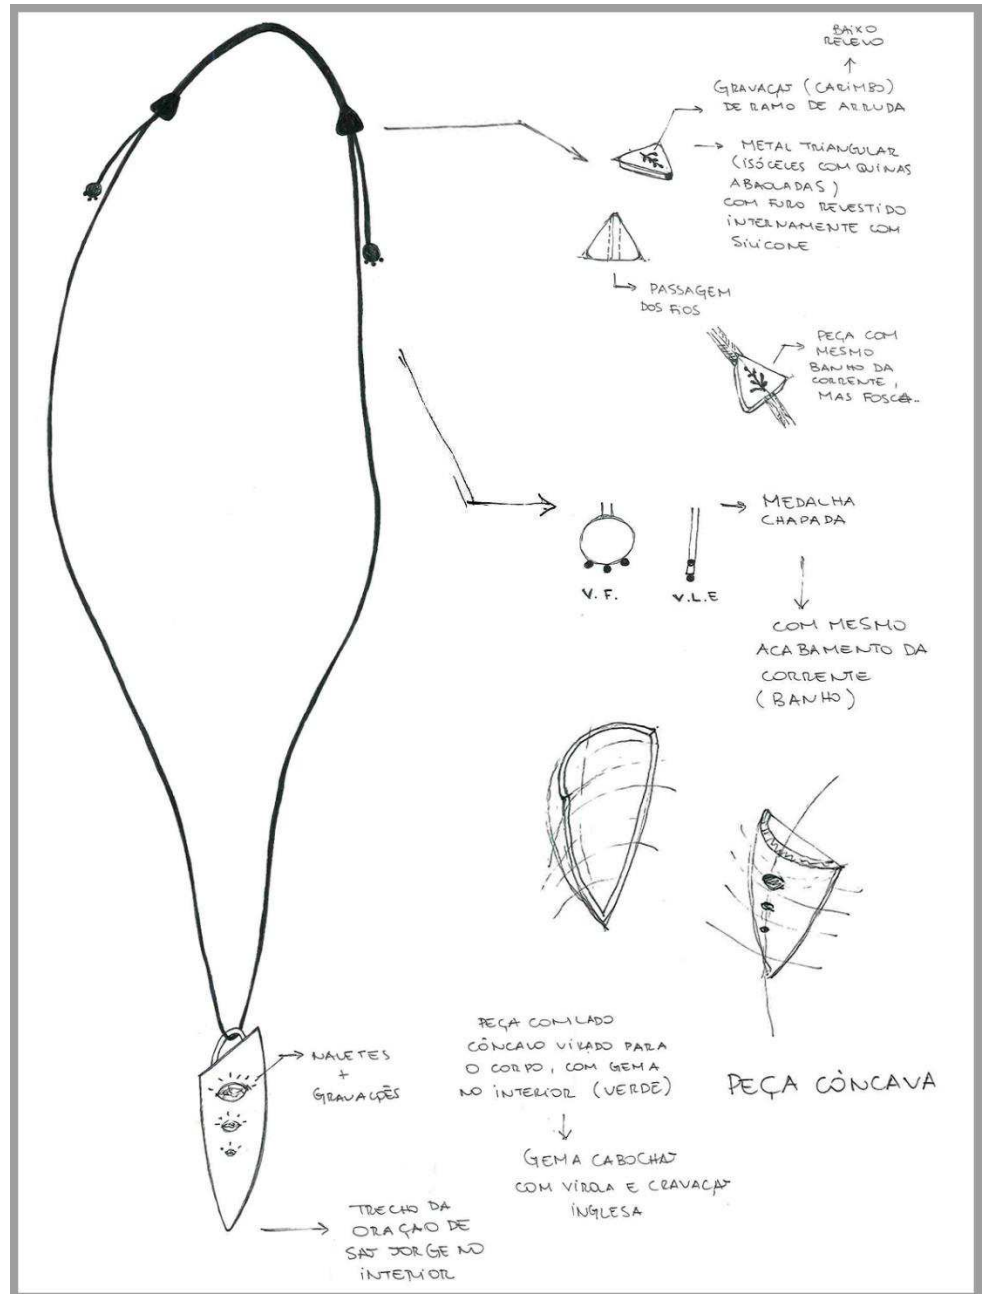 BAIXO
RELEVO
GRAVAÇÃO (CARIMBO)
DE RAMO DE ARRUDA
METAL TRIANGULAR
(ISÓCELES COM QUINAS
ABAOLADAS)
COM FURO REVESTIDO
INTERNAMENTE COM
SILICONE
PASSAGEM
DOS FIOS
PEÇA COM
MESMO
BANHO DA
CORRENTE,
MAS FOSCA.
MEDALHA
CHAPADA
V.F.
V.L.E
COM MESMO
ACABAMENTO DA
CORRENTE
(BANHO)
NAVETES
+
GRAVAÇÕES
PEÇA COM LADO
CÔNCAVO VIRADO PARA
O CORPO, COM GEMA
NO INTERIOR (VERDE)
PEÇA CÔNCAVA
GEMA CABOCHÃO
COM VIROLA E CRAVAÇÃO
INGLESA
TRECHO DA
ORAÇÃO DE
SÃO JORGE NO
INTERIOR